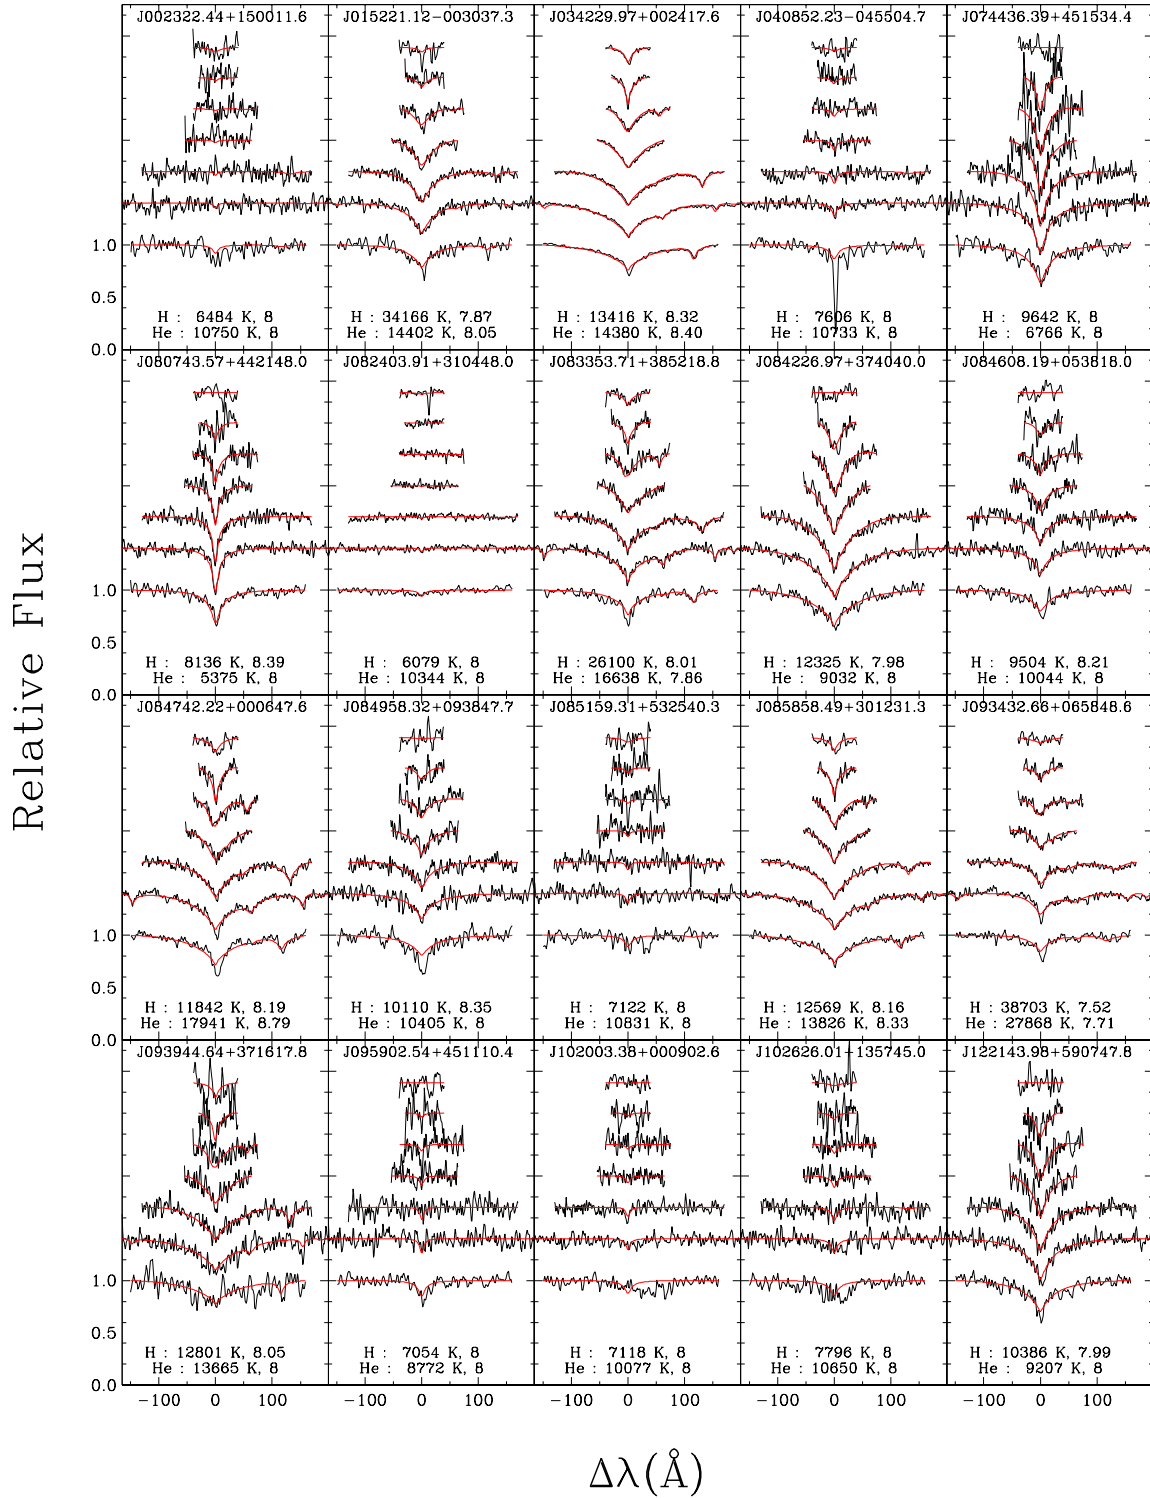 J002322.44+150011.6
J015221.12−003037.3
J034229.97+002417.6
J040852.23−045504.7
J074436.39+451534.4
1.0
0.5
0.0
H : 6484 K, 8
He : 10750 K, 8
H : 34166 K, 7.87
He : 14402 K, 8.05
H : 13416 K, 8.32
He : 14380 K, 8.40
H : 7606 K, 8
He : 10733 K, 8
H : 9642 K, 8
He : 6766 K, 8
J080743.57+442148.0
J082403.91+310448.0
J083353.71+385218.8
J084226.97+374040.0
J084608.19+053818.0
1.0
0.5
0.0
H : 8136 K, 8.39
He : 5375 K, 8
H : 6079 K, 8
He : 10344 K, 8
H : 26100 K, 8.01
He : 16638 K, 7.86
H : 12325 K, 7.98
He : 9032 K, 8
H : 9504 K, 8.21
He : 10044 K, 8
Relative Flux
J084742.22+000647.6
J084958.32+093847.7
J085159.31+532540.3
J085858.49+301231.3
J093432.66+065848.6
1.0
0.5
0.0
H : 11842 K, 8.19
He : 17941 K, 8.79
H : 10110 K, 8.35
He : 10405 K, 8
H : 7122 K, 8
He : 10831 K, 8
H : 12569 K, 8.16
He : 13826 K, 8.33
H : 38703 K, 7.52
He : 27868 K, 7.71
J093944.64+371617.8
J095902.54+451110.4
J102003.38+000902.6
J102626.01+135745.0
J122143.98+590747.8
1.0
0.5
0.0
H : 12801 K, 8.05
He : 13665 K, 8
H : 7054 K, 8
He : 8772 K, 8
H : 7118 K, 8
He : 10077 K, 8
H : 7796 K, 8
He : 10650 K, 8
H : 10386 K, 7.99
He : 9207 K, 8
−100 0 100 −100 0 100 −100 0 100 −100 0 100 −100 0 100
Δλ(Å)